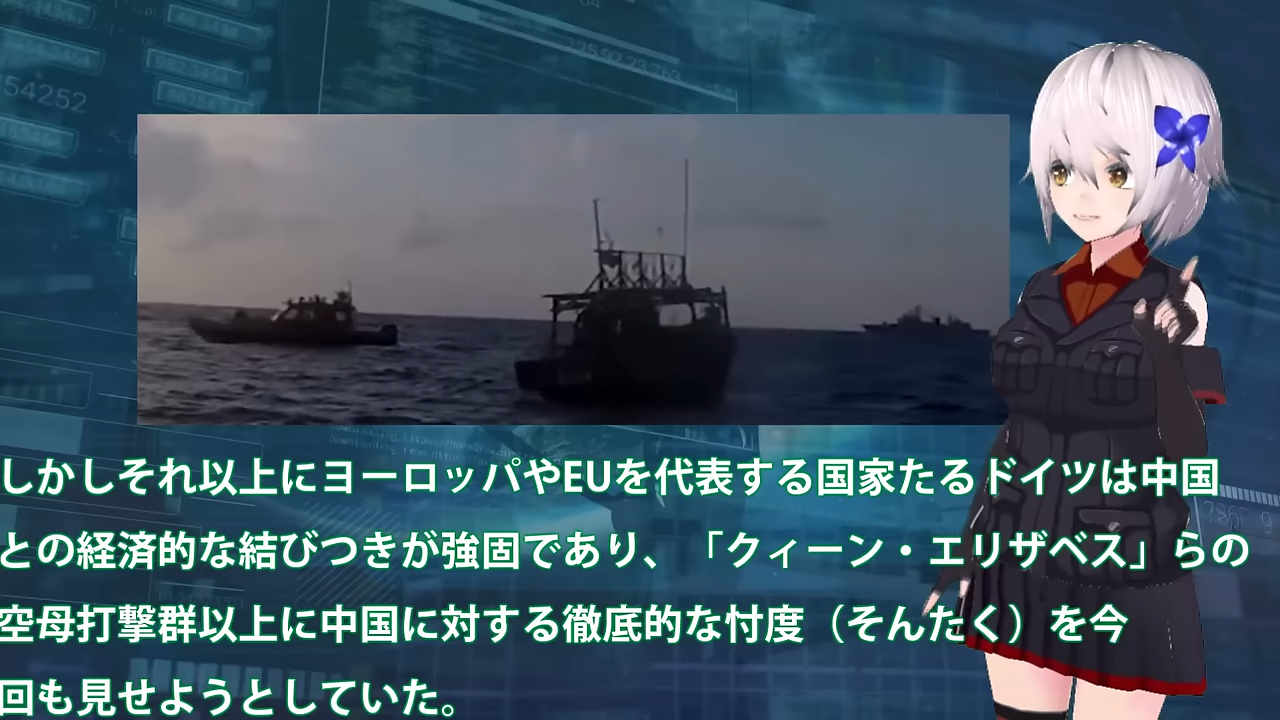 54252
しかしそれ以上にヨーロッパやEUを代表する国家たるドイツは中国
との経済的な結びつきが強固であり、「クィーン・エリザベス」らの
空母打撃群以上に中国に対する徹底的な忖度（そんたく）を今
回も見せようとしていた。